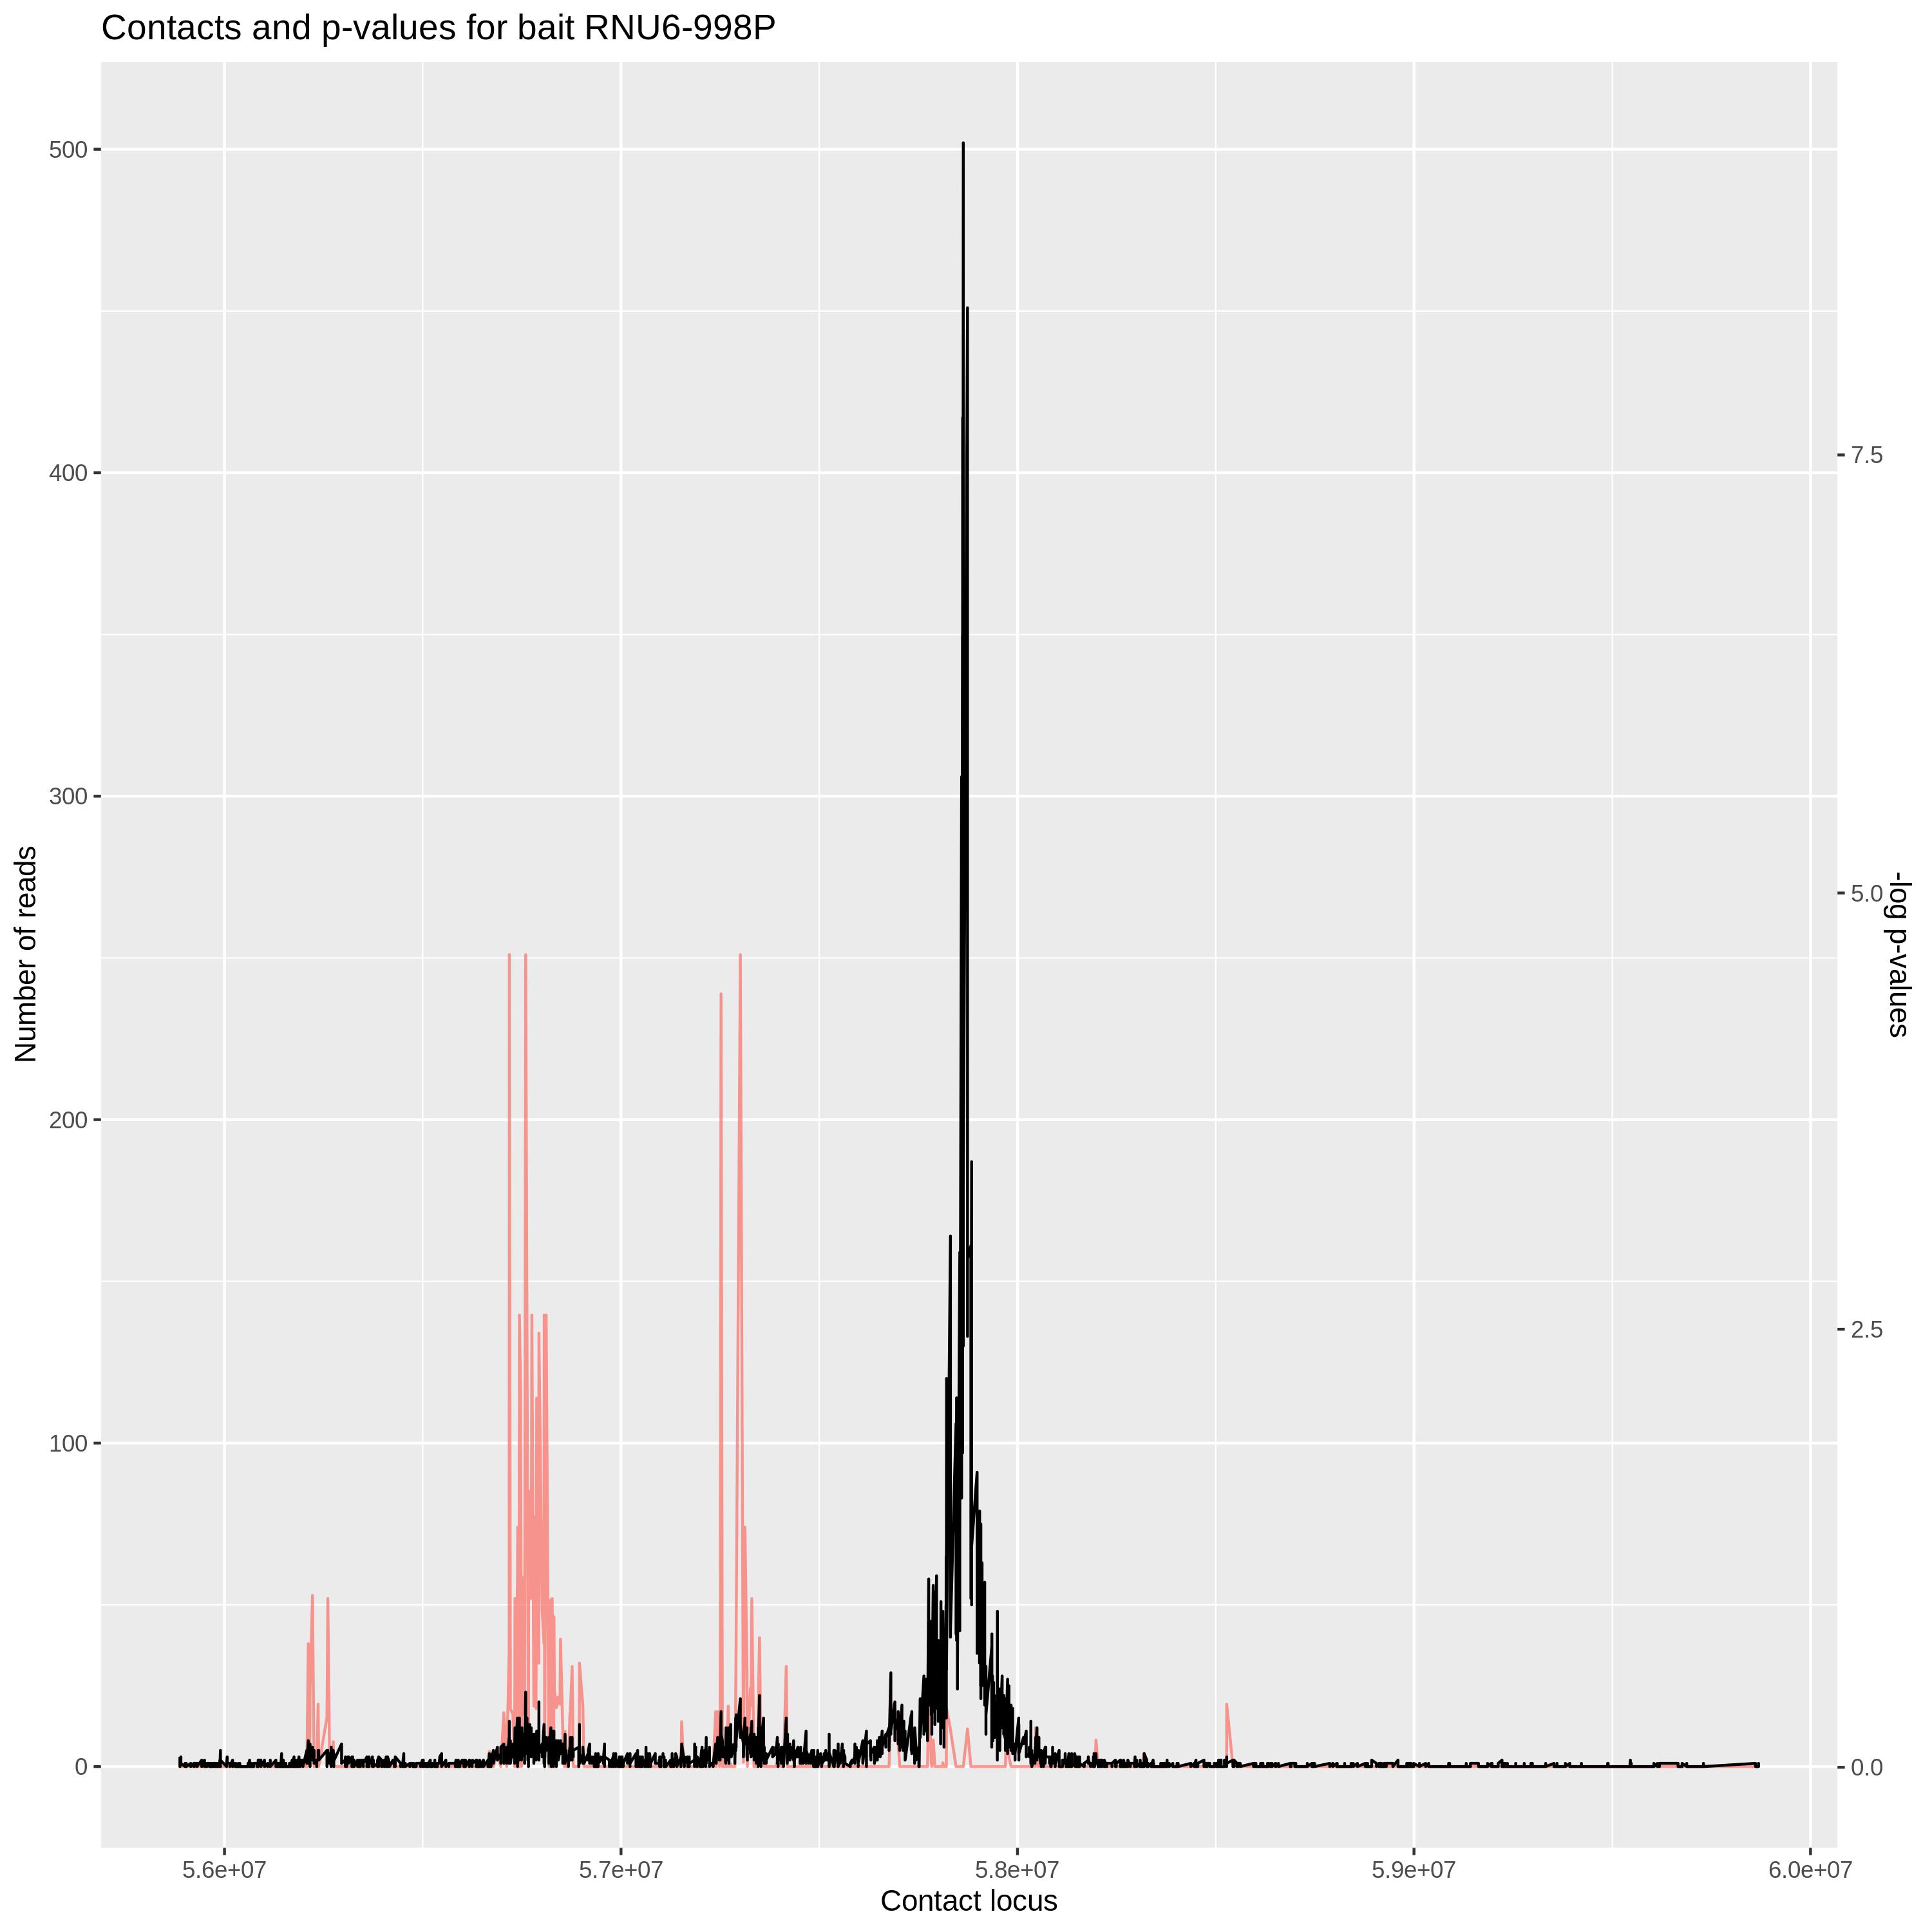 Contacts and p-values for bait RNU6-998P
500
400
300
200
100
0
Number of reads
7.5
5.0
2.5
0.0
-log p-values
5.6e+07
5.7e+07
5.8e+07
5.9e+07
6.0e+07
Contact locus